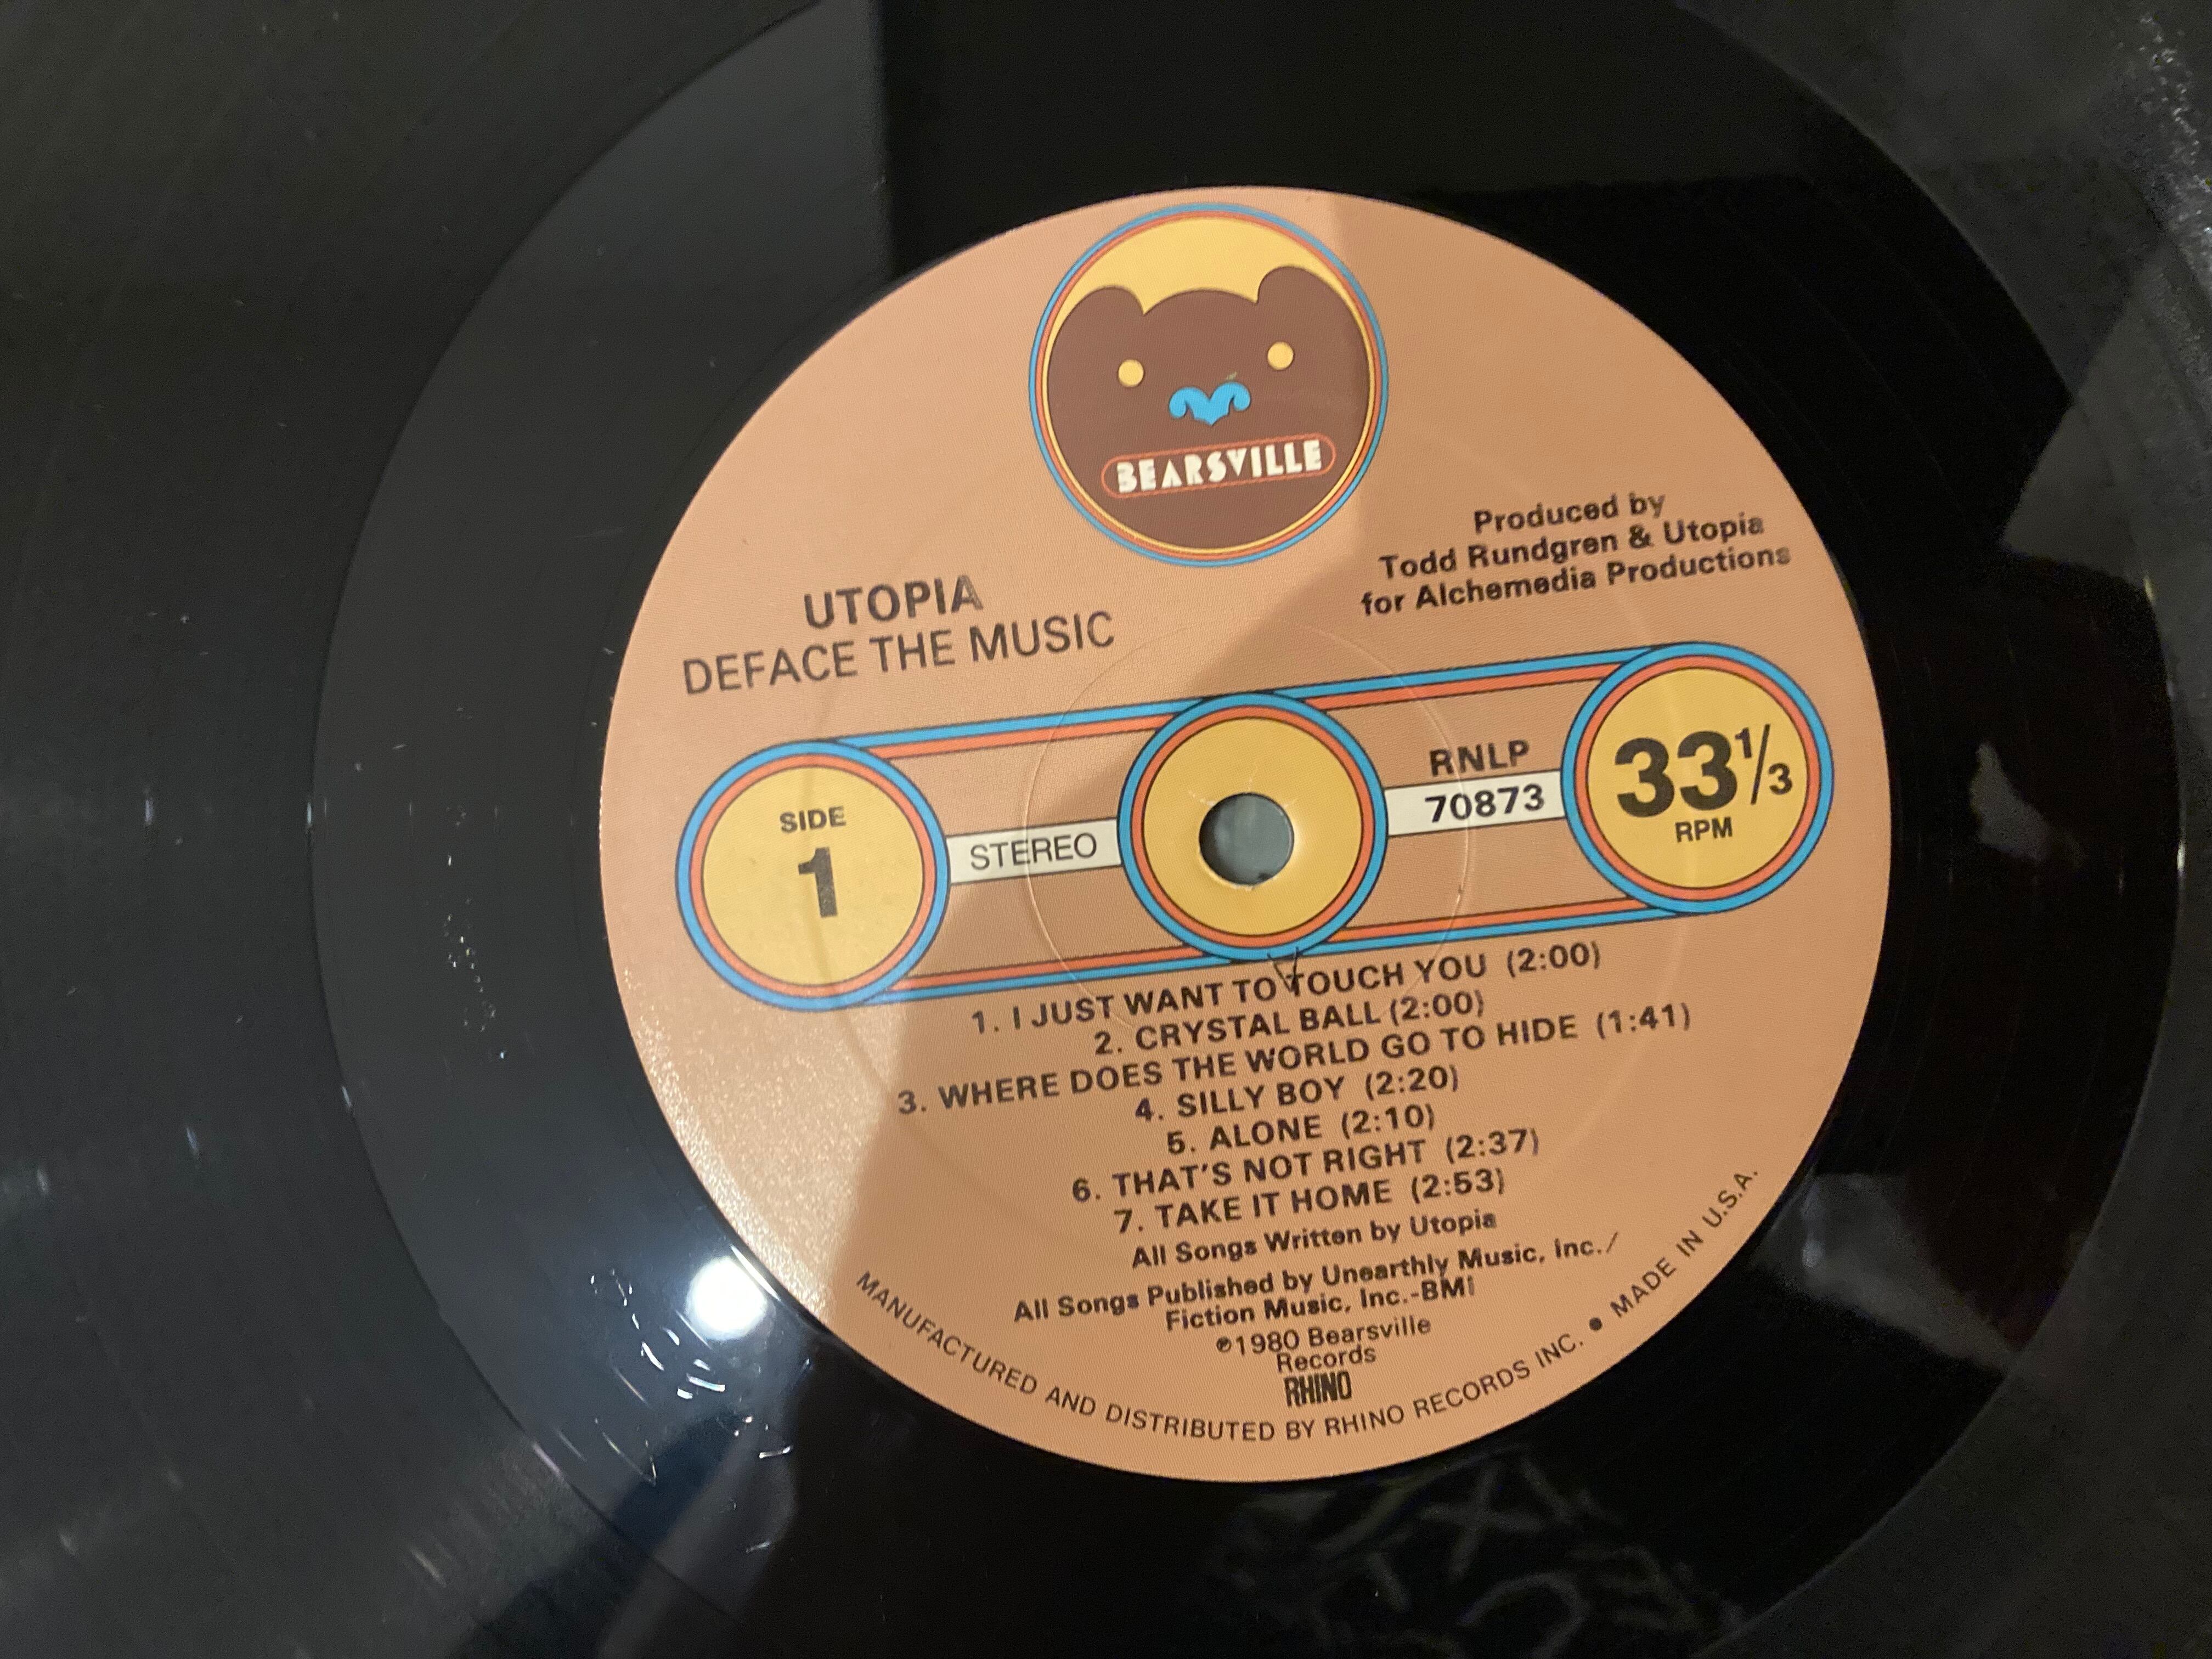 BEARSVILLE
Produced by
Todd Rundgren & Utopia
for Alchemedia Productions
UTOPIA
DEFACE THE MUSIC
SIDE
1
STEREO
RNLP
70873
33 1/3
RPM
1. I JUST WANT TO TOUCH YOU (2:00)
2. CRYSTAL BALL (2:00)
3. WHERE DOES THE WORLD GO TO HIDE (1:41)
4. SILLY BOY (2:20)
5. ALONE (2:10)
6. THAT'S NOT RIGHT (2:37)
7. TAKE IT HOME (2:53)
All Songs Written by Utopia
All Songs Published by Unearthly Music, Inc./
Fiction Music, Inc.-BMI
℗1980 Bearsville
Records
RHINO
MANUFACTURED AND DISTRIBUTED BY RHINO RECORDS INC. ● MADE IN U.S.A.